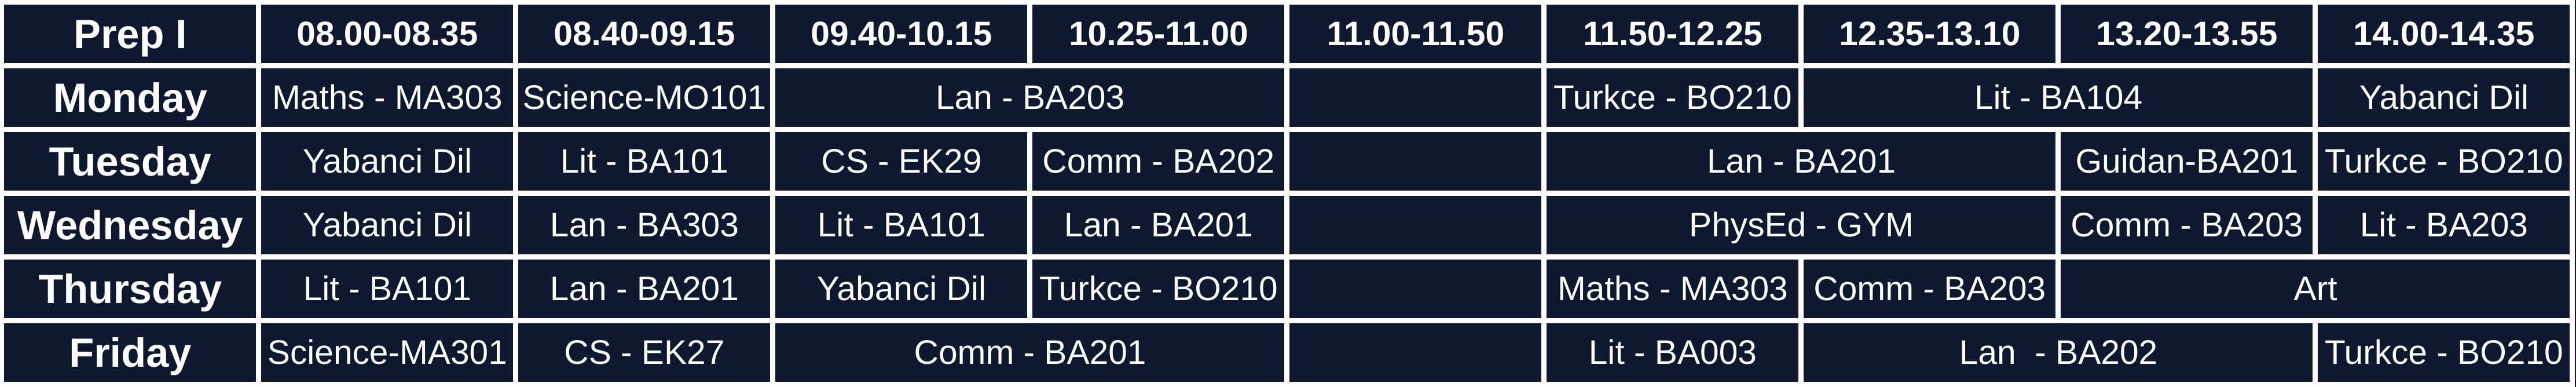 Prep I 08.00-08.35 08.40-09.15 09.40-10.15 10.25-11.00 11.00-11.50 11.50-12.25 12.35-13.10 13.20-13.55 14.00-14.35
Monday Maths - MA303 Science-MO101 Lan - BA203 Turkce - BO210 Lit - BA104 Yabanci Dil
Tuesday Yabanci Dil Lit - BA101 CS - EK29 Comm - BA202 Lan - BA201 Guidan-BA201 Turkce - BO210
Wednesday Yabanci Dil Lan - BA303 Lit - BA101 Lan - BA201 PhysEd - GYM Comm - BA203 Lit - BA203
Thursday Lit - BA101 Lan - BA201 Yabanci Dil Turkce - BO210 Maths - MA303 Comm - BA203 Art
Friday Science-MA301 CS - EK27 Comm - BA201 Lit - BA003 Lan  - BA202 Turkce - BO210